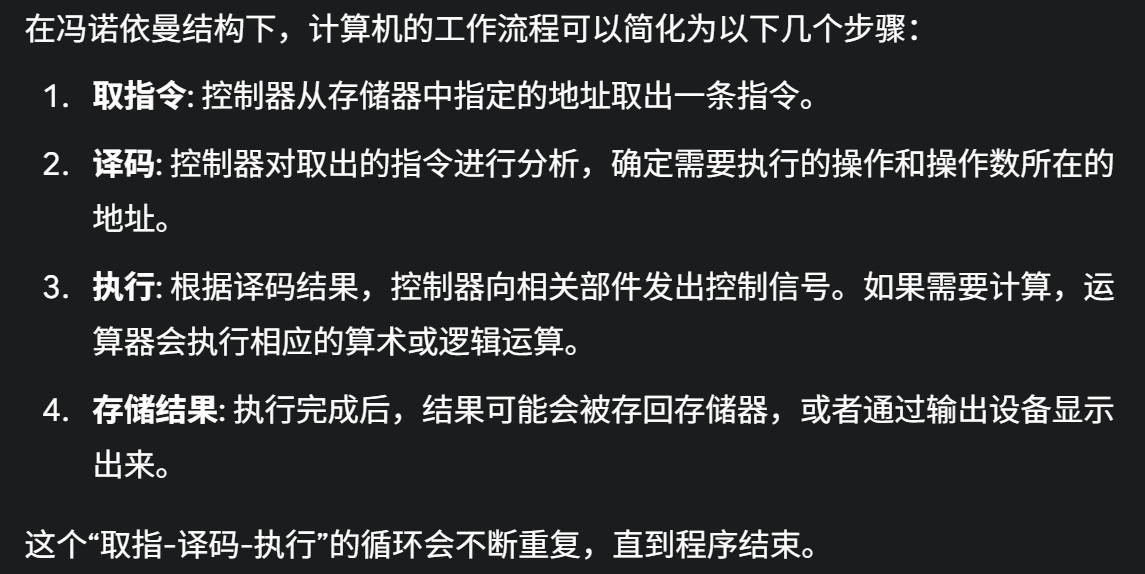 在冯诺依曼结构下，计算机的工作流程可以简化为以下几个步骤：
1. 取指令: 控制器从存储器中指定的地址取出一条指令。
2. 译码: 控制器对取出的指令进行分析，确定需要执行的操作和操作数所在的
地址。
3. 执行: 根据译码结果，控制器向相关部件发出控制信号。如果需要计算，运
算器会执行相应的算术或逻辑运算。
4. 存储结果: 执行完成后，结果可能会被存回存储器，或者通过输出设备显示
出来。
这个“取指-译码-执行”的循环会不断重复，直到程序结束。